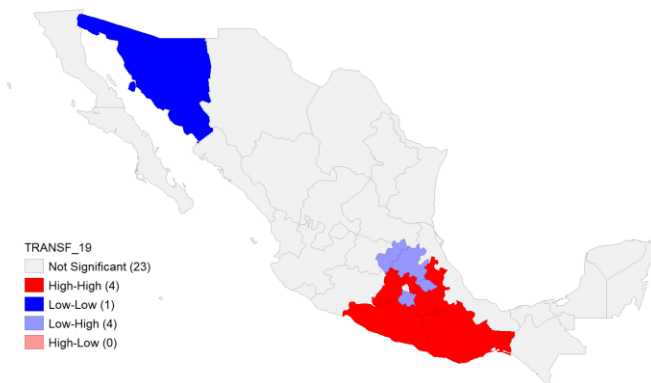 TRANSF_19
Not Significant (23)
High-High (4)
Low-Low (1)
Low-High (4)
High-Low (0)